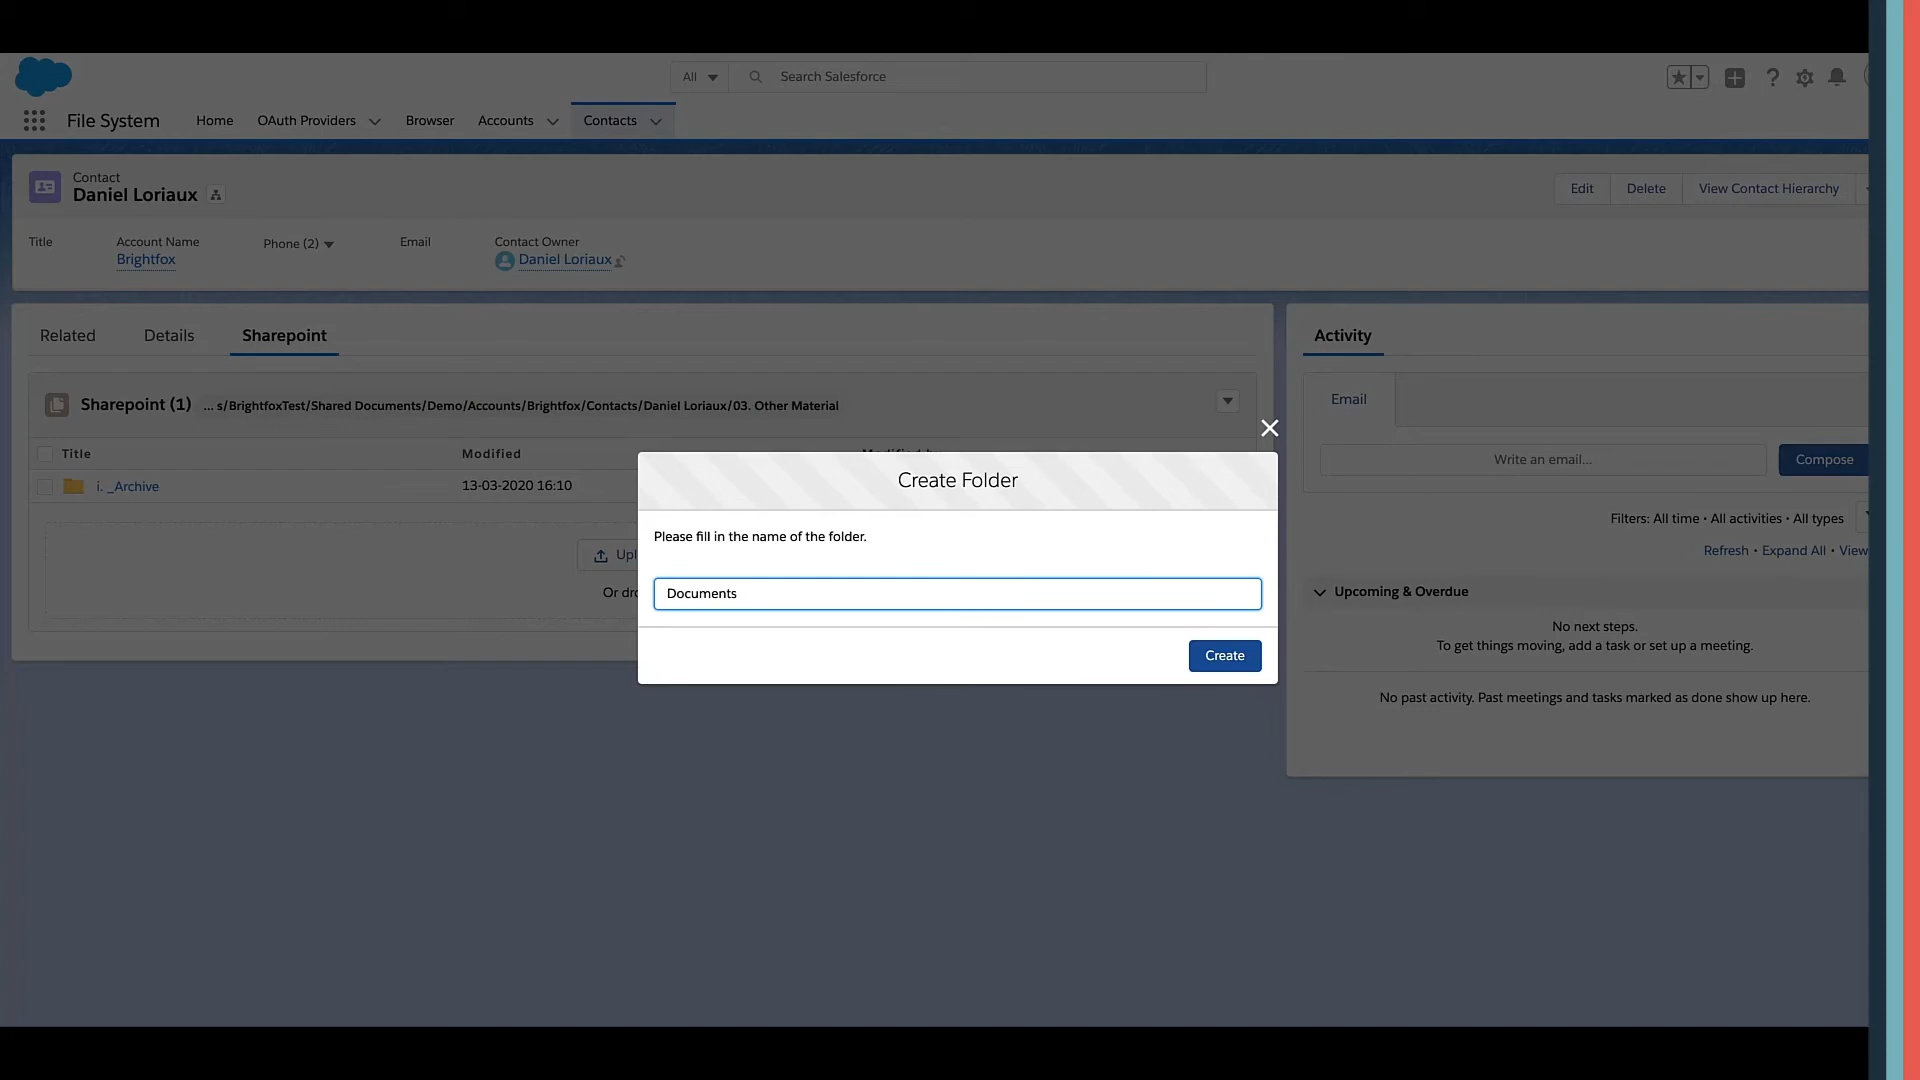 All
Search Salesforce
File System
Home
OAuth Providers
Browser
Accounts
Contacts
Contact
Daniel Loriaux
Edit
Delete
View Contact Hierarchy
Title
Account Name
Phone (2)
Email
Contact Owner
Brightfox
Daniel Loriaux
Related
Details
Sharepoint
Sharepoint (1)
... s/BrightfoxTest/Shared Documents/Demo/Accounts/Brightfox/Contacts/Daniel Loriaux/03. Other Material
Title
Modified
i. _Archive
13-03-2020 16:10
Upl
Or dro
Create Folder
Please fill in the name of the folder.
Documents
Create
Activity
Email
Write an email...
Compose
Filters: All time • All activities • All types
Refresh • Expand All • View
Upcoming & Overdue
No next steps.
To get things moving, add a task or set up a meeting.
No past activity. Past meetings and tasks marked as done show up here.